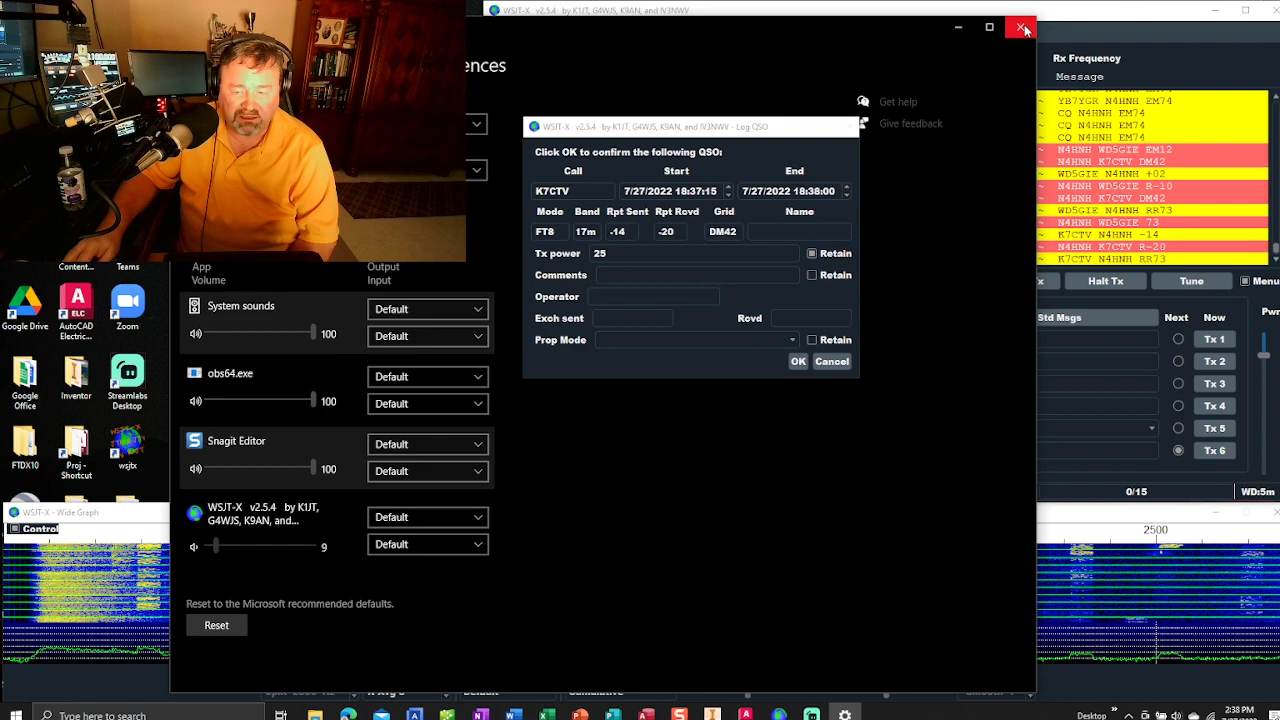 WSJT-X v2.5.4 by K1JT, G4WJS, K9AN, and IV3NWV
ences
Get help
Give feedback
WSJT-X v2.5.4 by K1JT, G4WJS, K9AN, and IV3NWV - Log QSO
Click OK to confirm the following QSO:
Call Start End
K7CTV 7/27/2022 18:37:15 7/27/2022 18:38:00
Mode Band Rpt Sent Rpt Rcvd Grid Name
FT8 17m -14 -20 DM42
Tx power 25 Retain
Comments Retain
Operator
Exch sent Rcvd
Prop Mode Retain
OK Cancel
Rx Frequency
Message
YB7YGR N4HNH EM74
~ YB7YGR N4HNH EM74
~ CQ N4HNH EM74
~ CQ N4HNH EM74
~ N4HNH WD5GIE EM12
~ N4HNH K7CTV DM42
~ WD5GIE N4HNH +02
~ N4HNH WD5GIE R-10
~ N4HNH K7CTV DM42
~ WD5GIE N4HNH RR73
~ N4HNH WD5GIE 73
~ K7CTV N4HNH -14
~ N4HNH K7CTV R-20
~ K7CTV N4HNH RR73
x Halt Tx Tune Menu
Std Msgs Next Now Pwr
Tx 1
Tx 2
Tx 3
Tx 4
Tx 5
Tx 6
0/15 WD:5m
Content... Teams
Google Drive AutoCAD Electric... Zoom
Google Office Inventor Streamlabs Desktop
FTDX10 Proj - Shortcut wsjtx
App Volume Output Input
System sounds Default
100 Default
obs64.exe Default
100 Default
Snagit Editor Default
100 Default
WSJT-X v2.5.4 by K1JT, G4WJS, K9AN, and... Default
9 Default
Reset to the Microsoft recommended defaults.
Reset
WSJT-X - Wide Graph
Control
2500
Type here to search
Desktop
2:38 PM